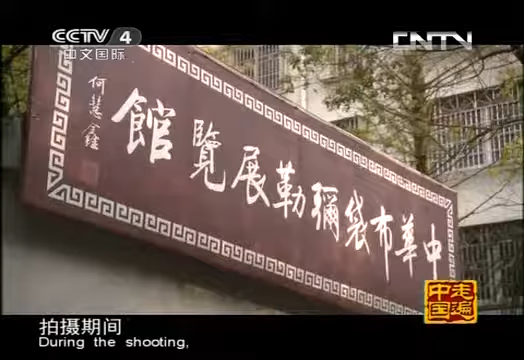 CCTV 4
中文国际
CNTV
中華布袋彌勒展覽館
走遍
中国
拍摄期间
During the shooting,